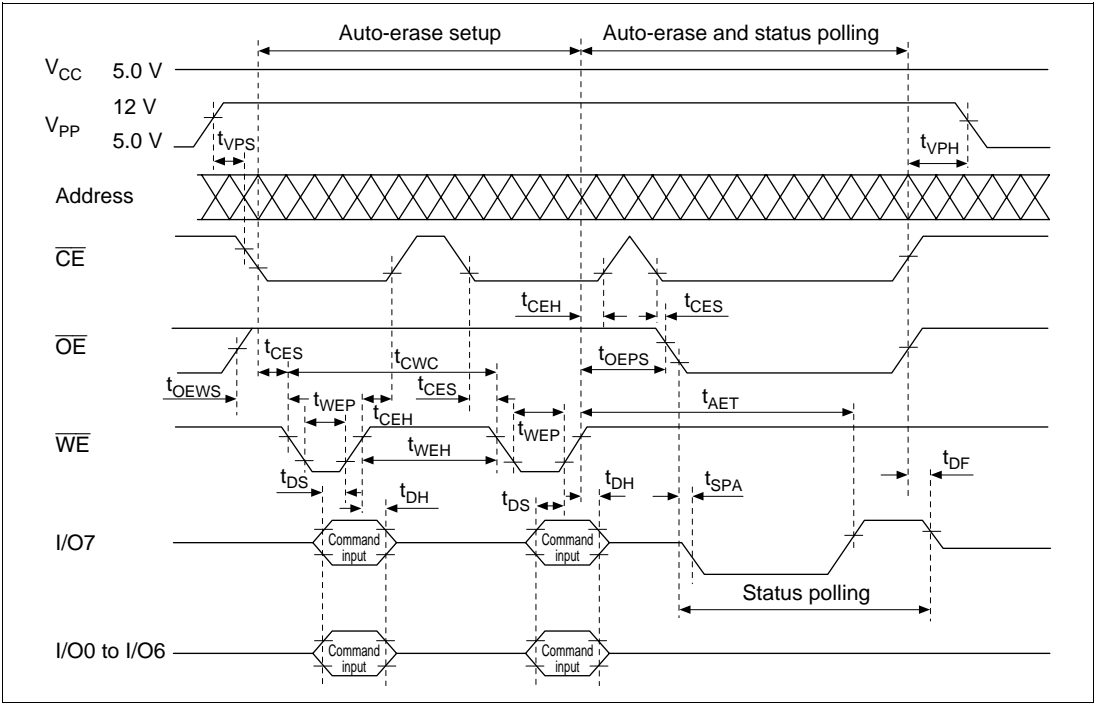 Auto-erase setup Auto-erase and status polling
VCC 5.0 V
12 V
VPP
5.0 V
tVPS tVPH
Address
CE
tCEH tCES
OE
tCES tCWC tOEPS
tOEWS tWEP tCES tAET
tCEH tWEP
WE
tWEH
tDF
tDS tDH tDS tDH tSPA
I/O7 Command input Command input
Status polling
I/O0 to I/O6 Command input Command input